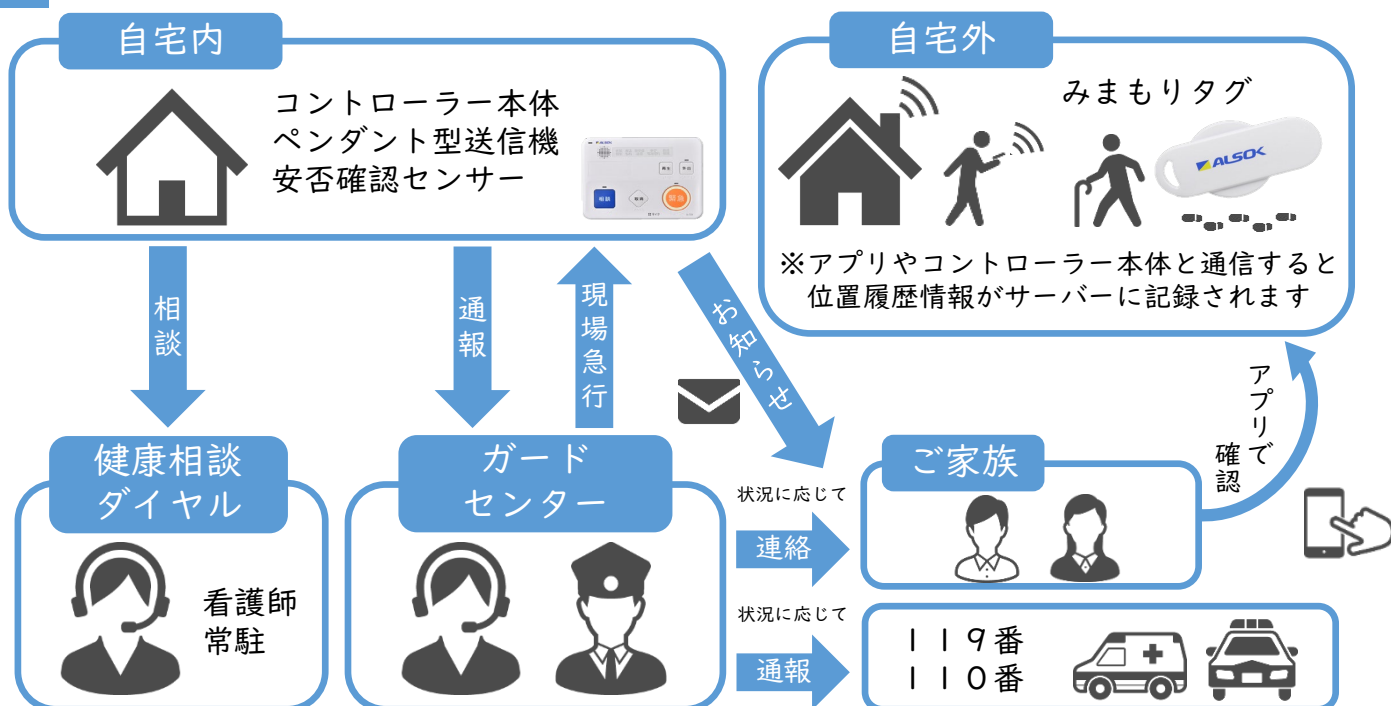 自宅内
コントローラー本体
ペンダント型送信機
安否確認センサー
相談
緊急
自宅外
みまもりタグ
ALSOK
※アプリやコントローラー本体と通信すると
位置履歴情報がサーバーに記録されます
相談
通報
現場急行
お知らせ
アプリで
確認
健康相談
ダイヤル
看護師
常駐
ガード
センター
状況に応じて
連絡
状況に応じて
通報
ご家族
119番
110番